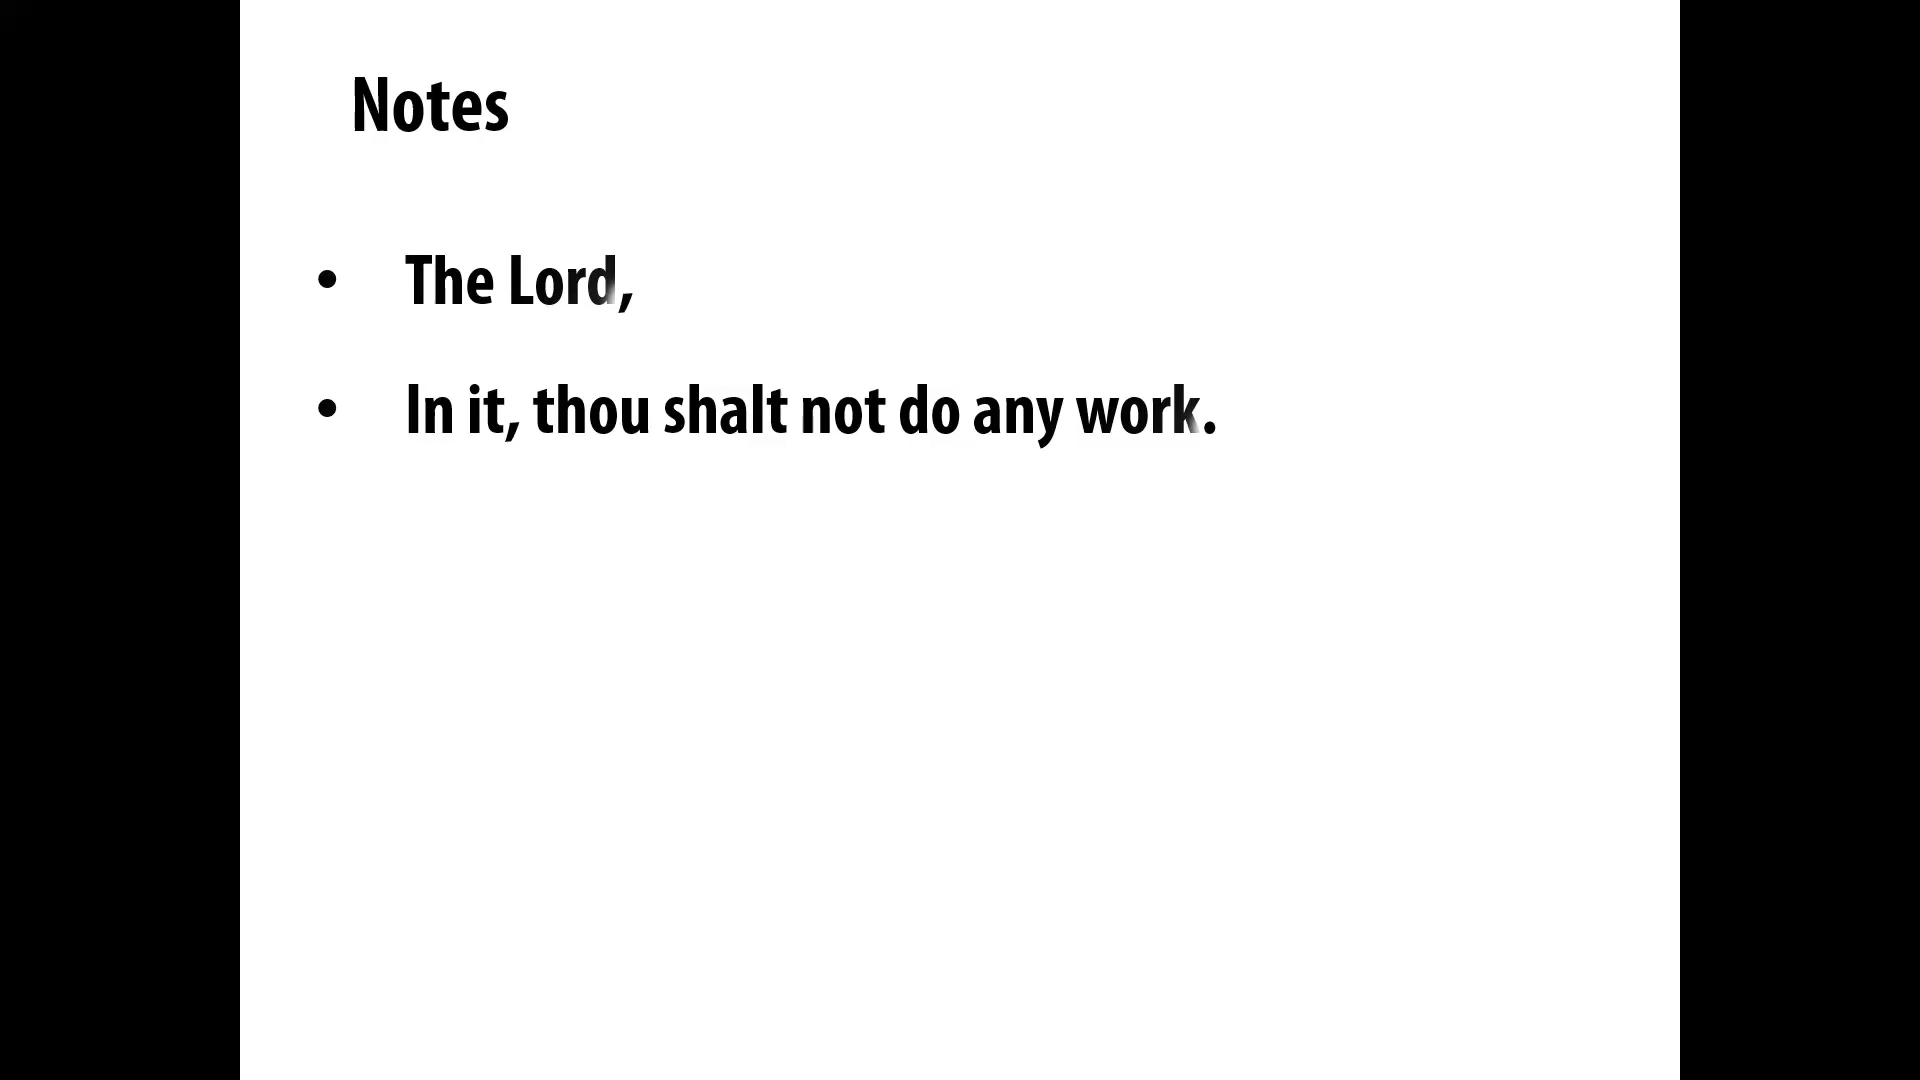 Notes
• The Lord,
• In it, thou shalt not do any work.